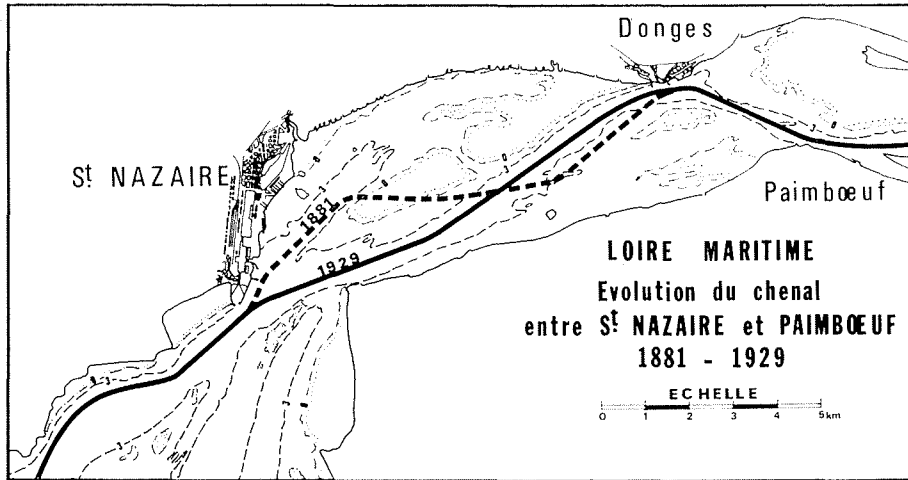 Donges
St NAZAIRE
1881
1929
Paimbœuf
LOIRE MARITIME
Evolution du chenal
entre St NAZAIRE et PAIMBŒUF
1881 - 1929
ECHELLE
0 1 2 3 4 5km